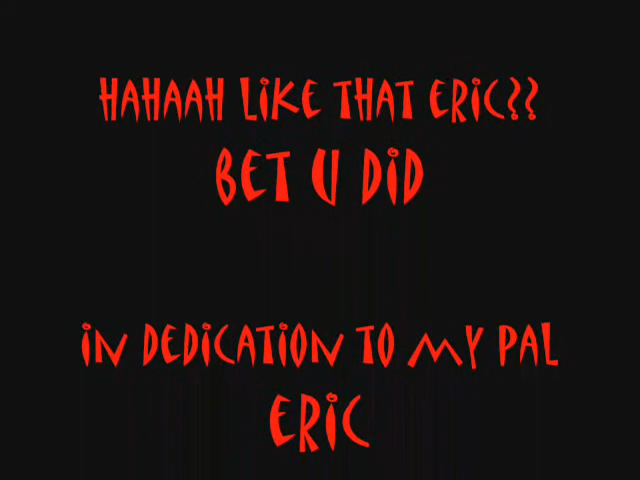 HAHAAH LIKE THAT ERIC??
BET U DID
IN DEDICATION TO MY PAL
ERIC